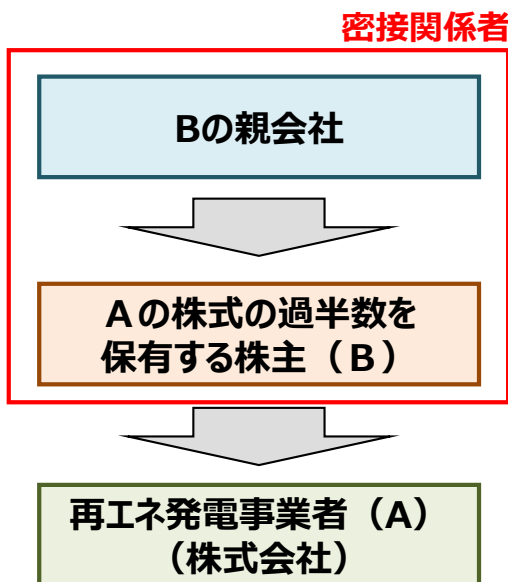 密接関係者
Bの親会社
Ａの株式の過半数を
保有する株主（B）
再エネ発電事業者（A）
（株式会社）